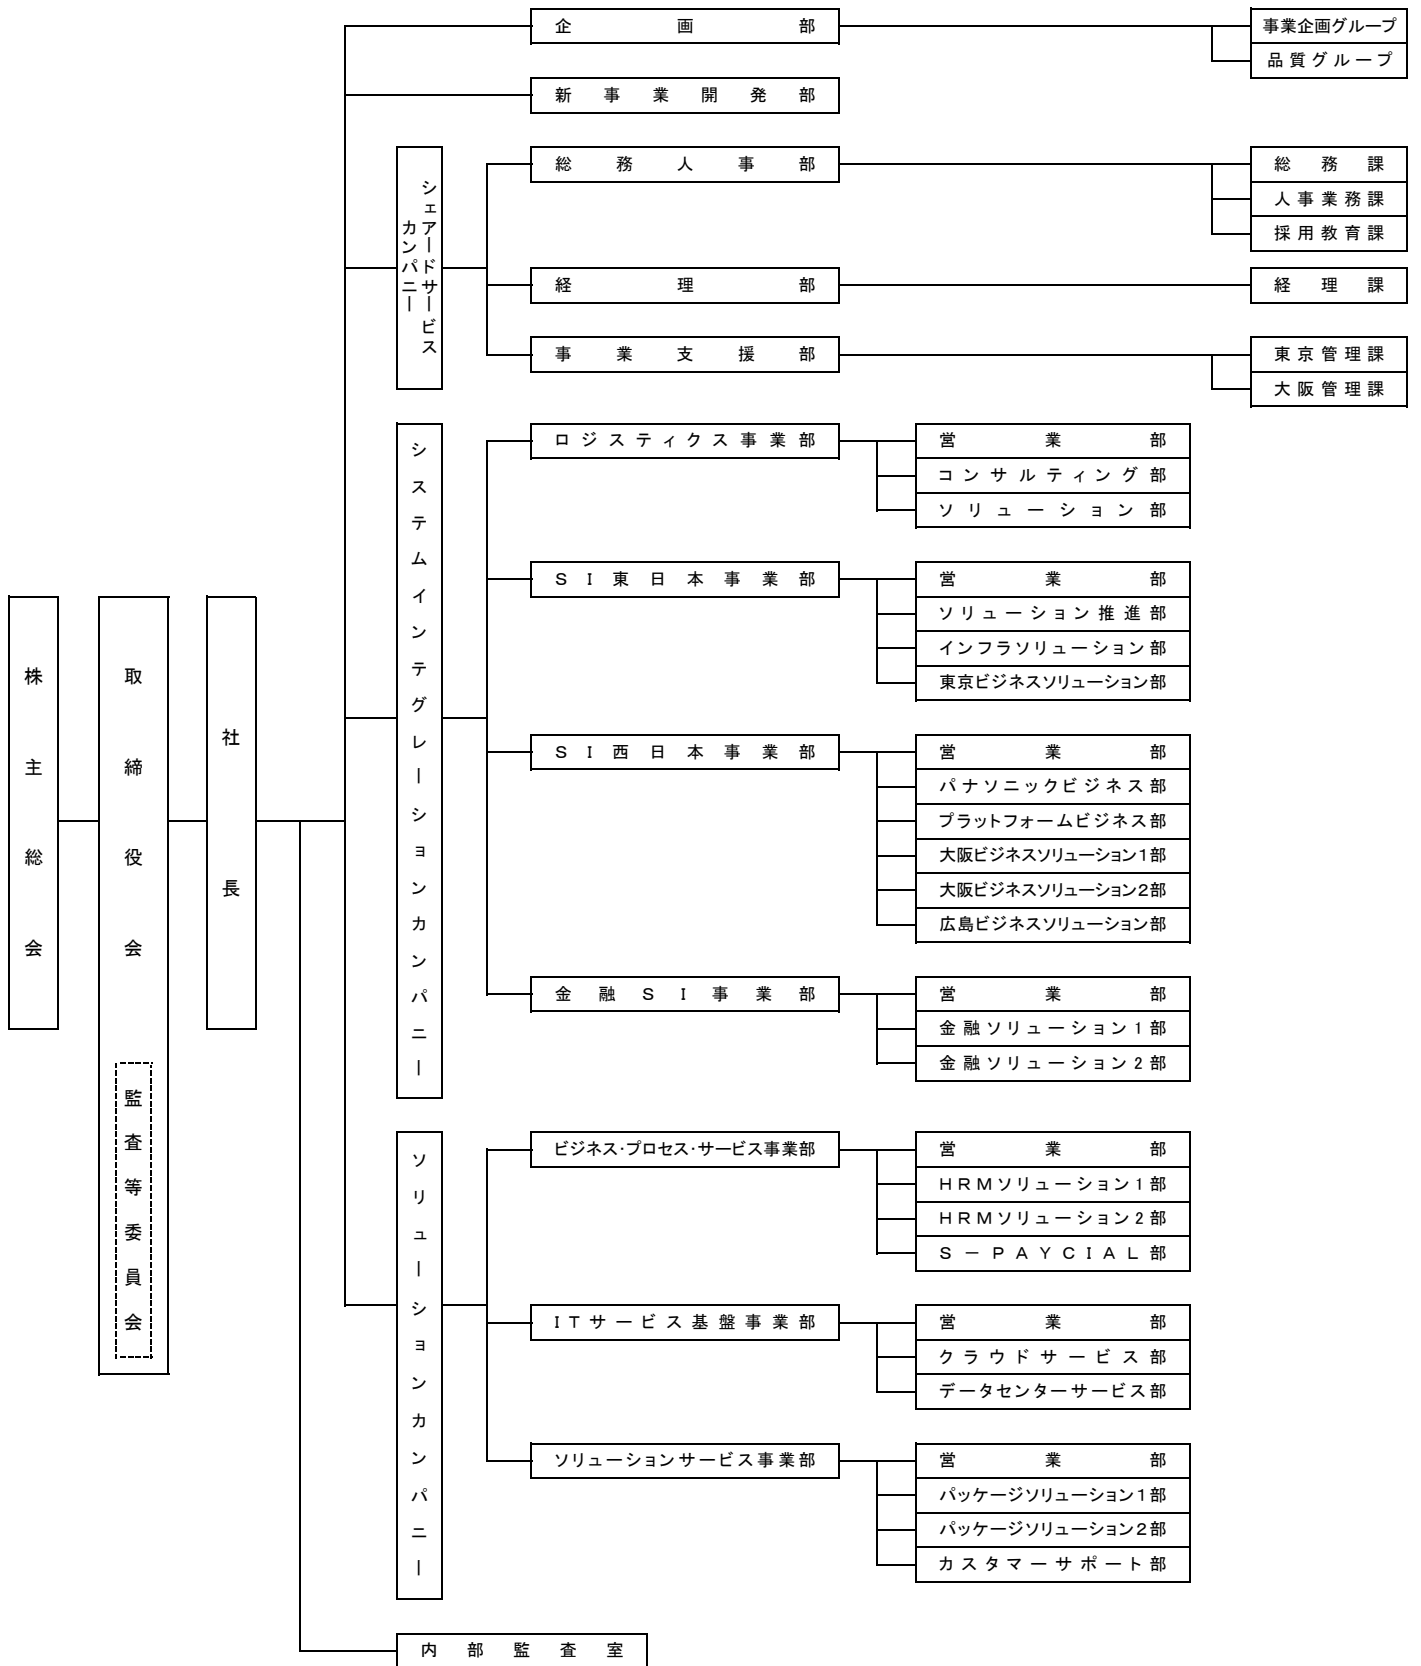 株主総会
取締役会
監査等委員会
社長
企画部
事業企画グループ
品質グループ
新事業開発部
シェアードサービス
カンパニー
総務人事部
総務課
人事業務課
採用教育課
経理部
経理課
事業支援部
東京管理課
大阪管理課
システムインテグレーションカンパニー
ロジスティクス事業部
営業部
コンサルティング部
ソリューション部
SI東日本事業部
営業部
ソリューション推進部
インフラソリューション部
東京ビジネスソリューション部
SI西日本事業部
営業部
パナソニックビジネス部
プラットフォームビジネス部
大阪ビジネスソリューション1部
大阪ビジネスソリューション2部
広島ビジネスソリューション部
金融SI事業部
営業部
金融ソリューション1部
金融ソリューション2部
ソリューションカンパニー
ビジネス・プロセス・サービス事業部
営業部
HRMソリューション1部
HRMソリューション2部
S-PAYCIAL部
ITサービス基盤事業部
営業部
クラウドサービス部
データセンターサービス部
ソリューションサービス事業部
営業部
パッケージソリューション1部
パッケージソリューション2部
カスタマーサポート部
内部監査室